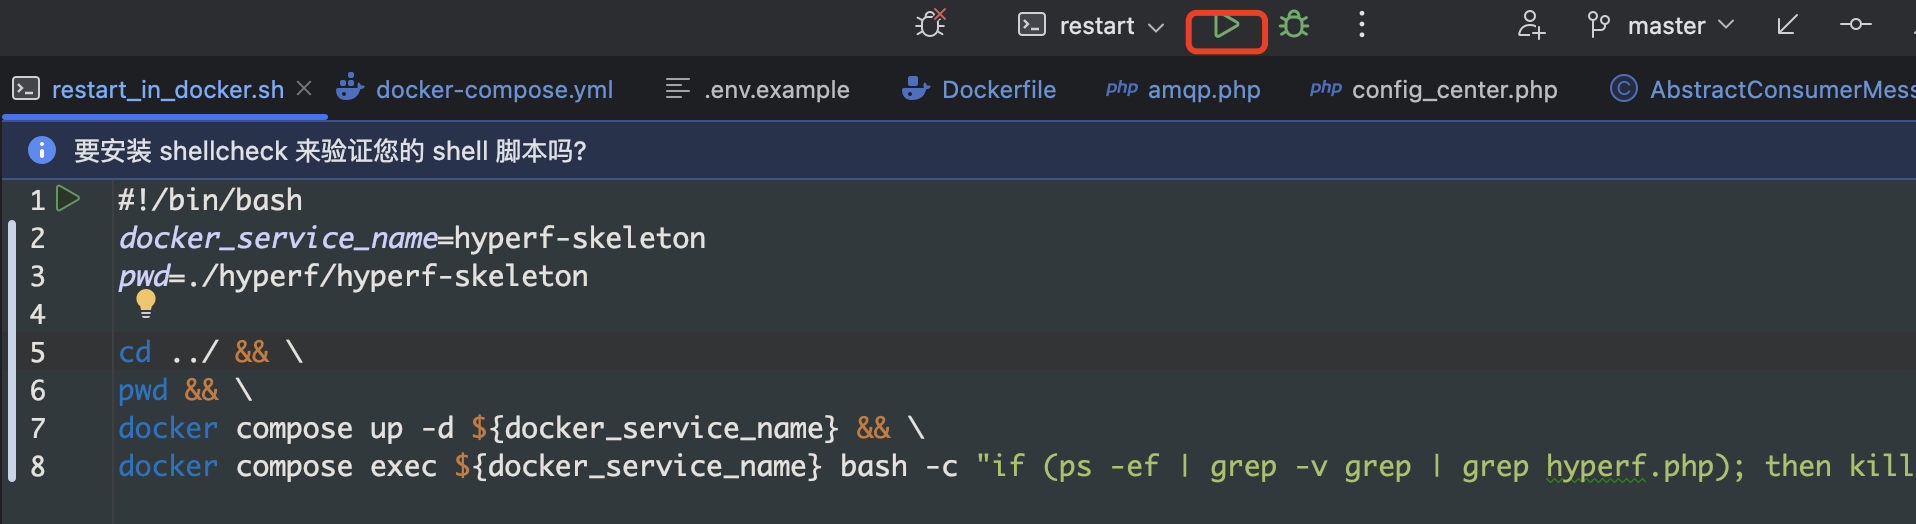 restart
master
restart_in_docker.sh
docker-compose.yml
.env.example
Dockerfile
php amqp.php
php config_center.php
C AbstractConsumerMess
要安装 shellcheck 来验证您的 shell 脚本吗?
1 #!/bin/bash
2 docker_service_name=hyperf-skeleton
3 pwd=./hyperf/hyperf-skeleton
4
5 cd ../ && \
6 pwd && \
7 docker compose up -d ${docker_service_name} && \
8 docker compose exec ${docker_service_name} bash -c "if (ps -ef | grep -v grep | grep hyperf.php); then kill